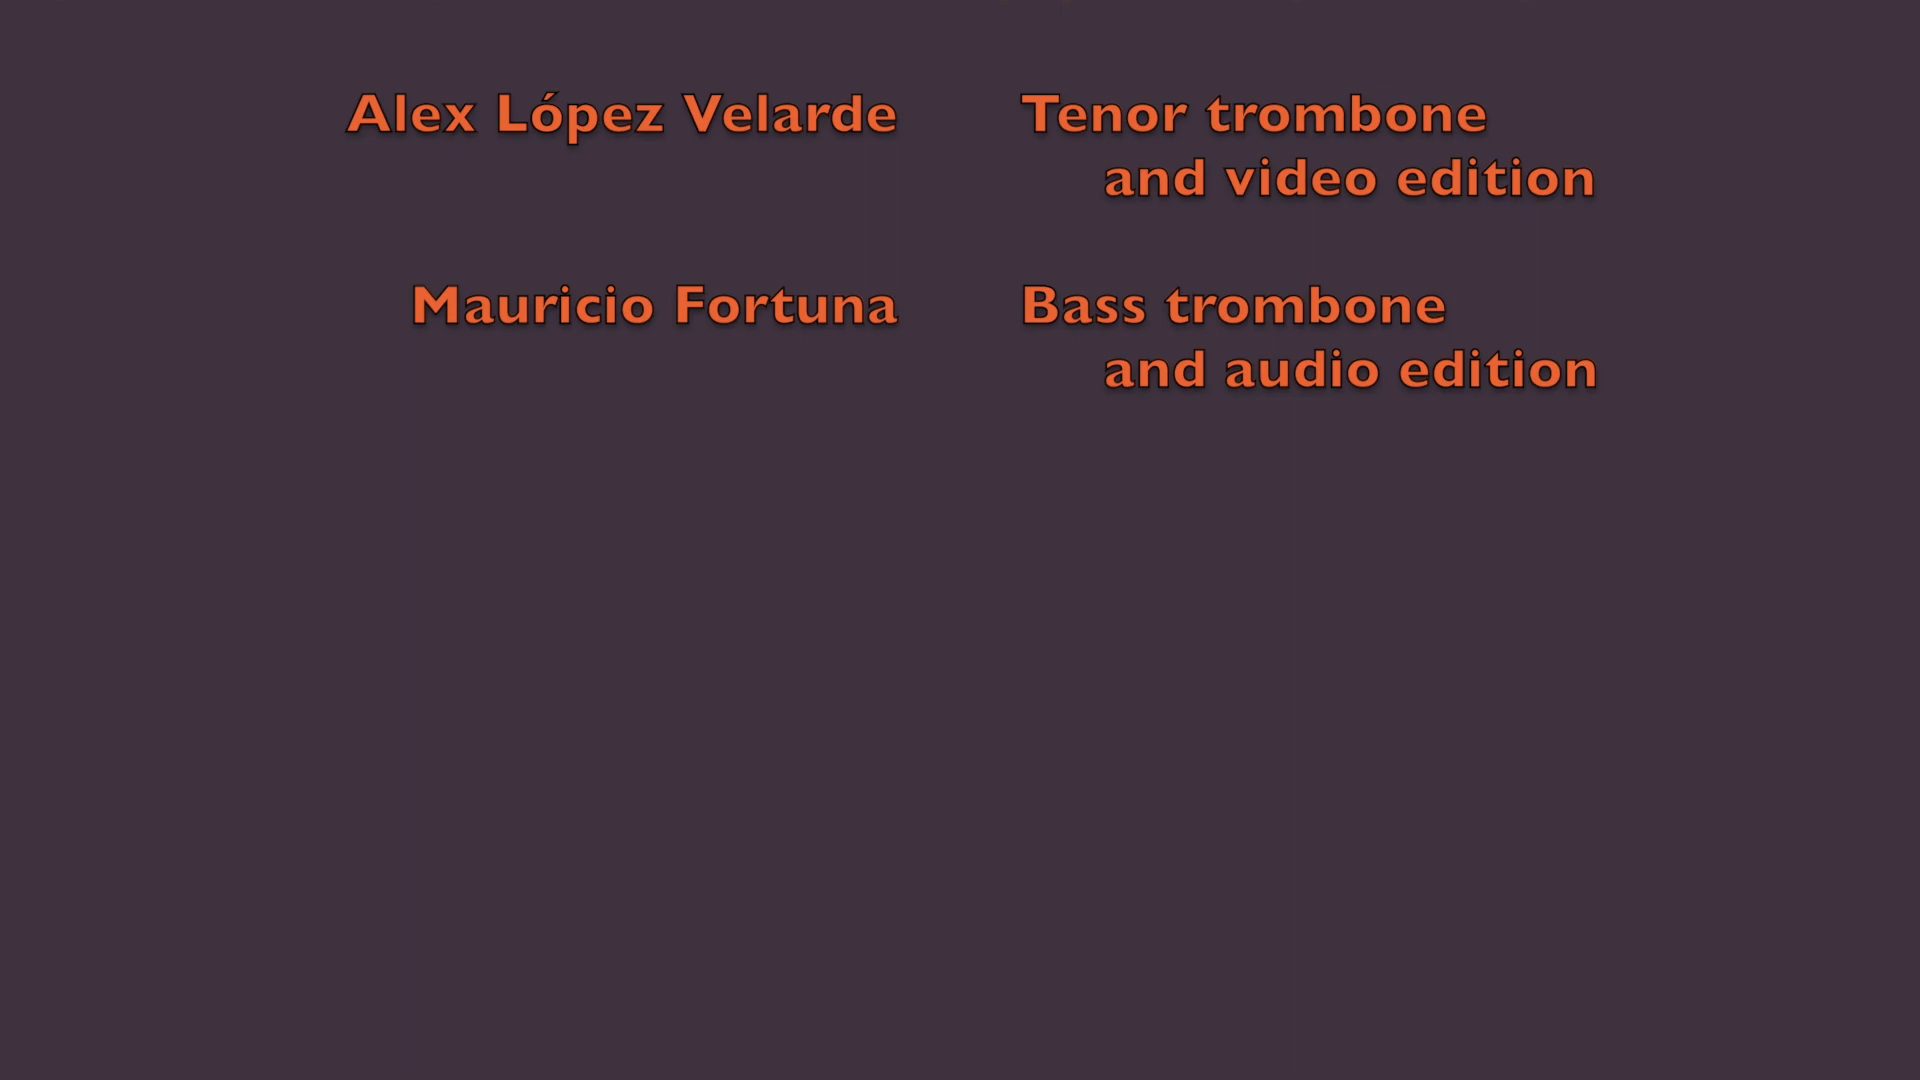 Alex López Velarde Tenor trombone
and video edition
Mauricio Fortuna Bass trombone
and audio edition